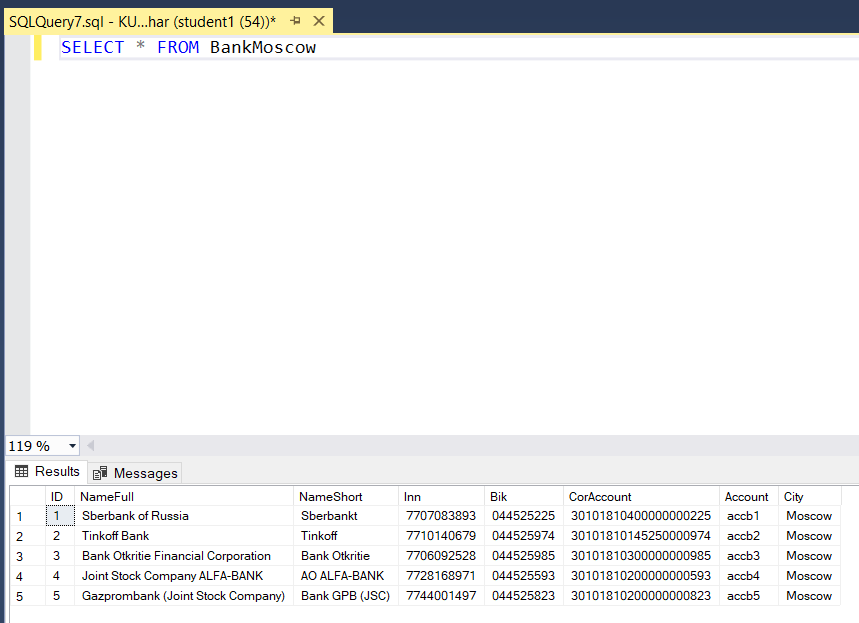 SQLQuery7.sql - KU...har (student1 (54))*
SELECT * FROM BankMoscow
119 %
Results Messages
ID NameFull NameShort Inn Bik CorAccount Account City
1 1 Sberbank of Russia Sberbankt 7707083893 044525225 30101810400000000225 accb1 Moscow
2 2 Tinkoff Bank Tinkoff 7710140679 044525974 30101810145250000974 accb2 Moscow
3 3 Bank Otkritie Financial Corporation Bank Otkritie 7706092528 044525985 30101810300000000985 accb3 Moscow
4 4 Joint Stock Company ALFA-BANK AO ALFA-BANK 7728168971 044525593 30101810200000000593 accb4 Moscow
5 5 Gazprombank (Joint Stock Company) Bank GPB (JSC) 7744001497 044525823 30101810200000000823 accb5 Moscow